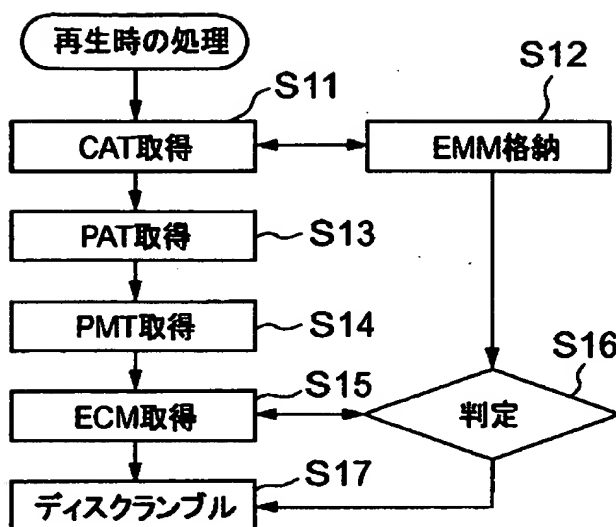 再生時の処理
S11
S12
CAT取得
EMM格納
PAT取得
S13
PMT取得
S14
S15
S16
ECM取得
判定
S17
ディスクランブル